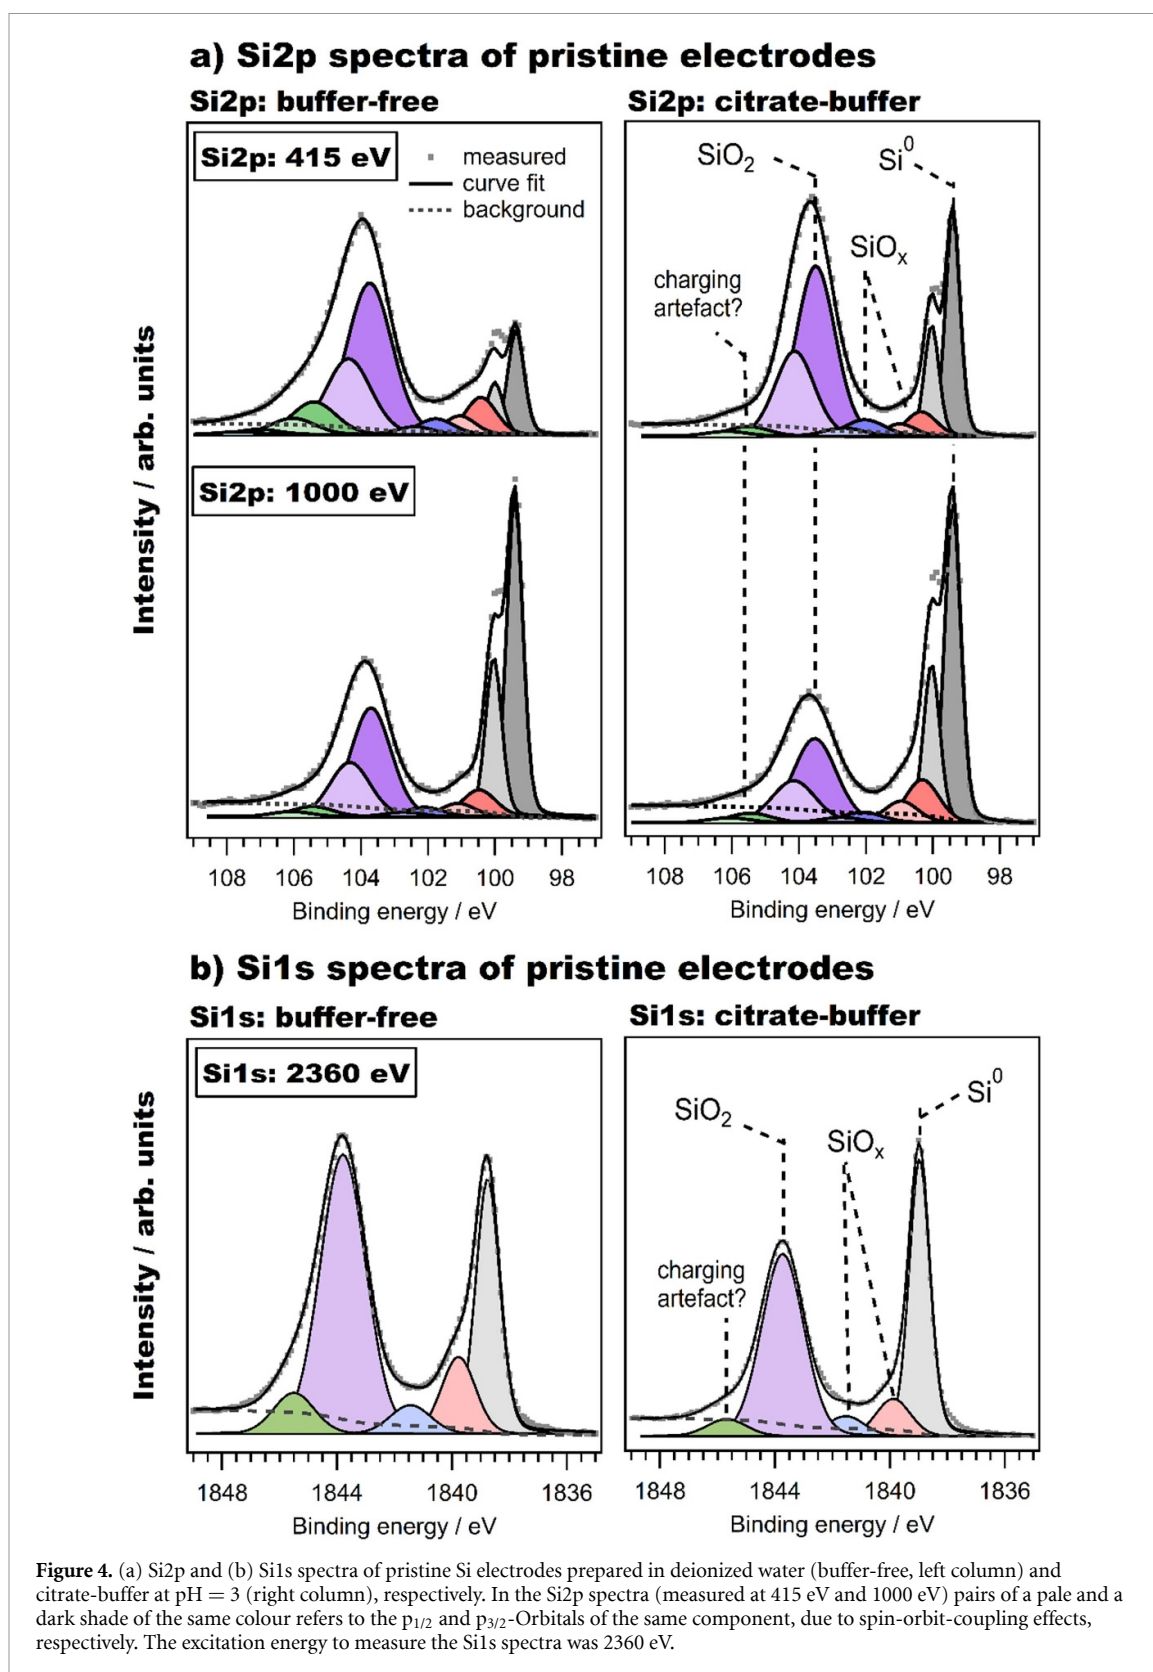 a) Si2p spectra of pristine electrodes
Si2p: buffer-free
Si2p: citrate-buffer
Si2p: 415 eV
measured
curve fit
background
SiO2
Si0
SiOx
charging
artefact?
Si2p: 1000 eV
Intensity / arb. units
108 106 104 102 100 98
108 106 104 102 100 98
Binding energy / eV
Binding energy / eV
b) Si1s spectra of pristine electrodes
Si1s: buffer-free
Si1s: citrate-buffer
Si1s: 2360 eV
SiO2
SiOx
Si0
charging
artefact?
Intensity / arb. units
1848 1844 1840 1836
1848 1844 1840 1836
Binding energy / eV
Binding energy / eV
Figure 4. (a) Si2p and (b) Si1s spectra of pristine Si electrodes prepared in deionized water (buffer-free, left column) and
citrate-buffer at pH = 3 (right column), respectively. In the Si2p spectra (measured at 415 eV and 1000 eV) pairs of a pale and a
dark shade of the same colour refers to the p1/2 and p3/2-Orbitals of the same component, due to spin-orbit-coupling effects,
respectively. The excitation energy to measure the Si1s spectra was 2360 eV.